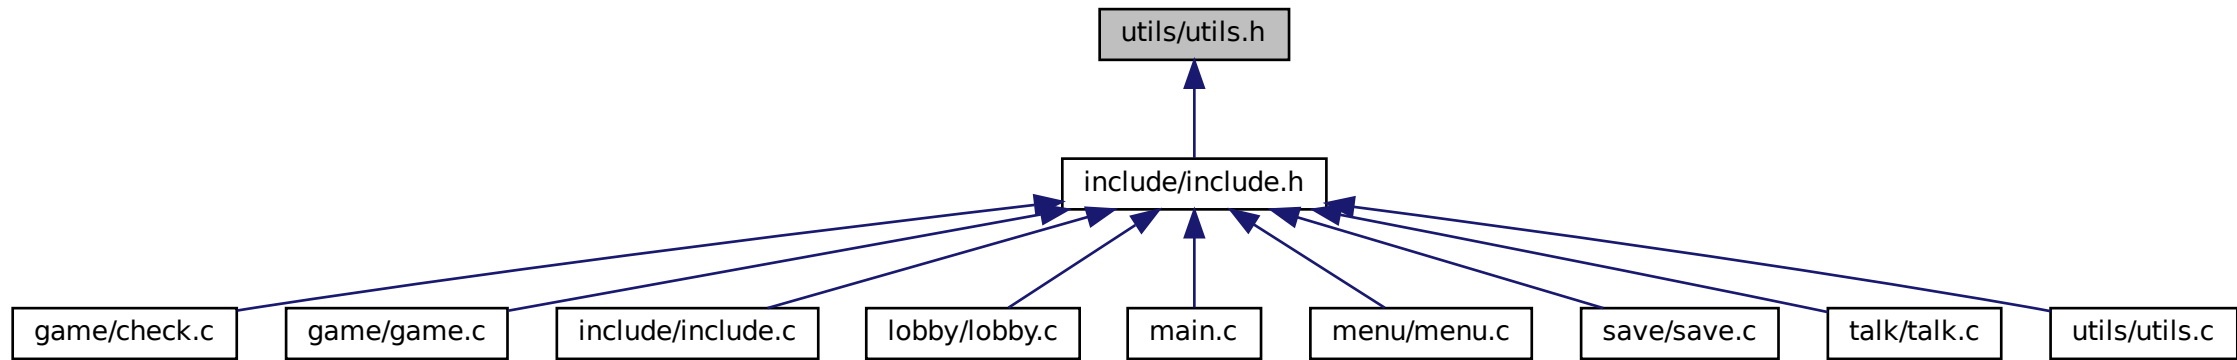 utils/utils.h
include/include.h
game/check.c
game/game.c
include/include.c
lobby/lobby.c
main.c
menu/menu.c
save/save.c
talk/talk.c
utils/utils.c